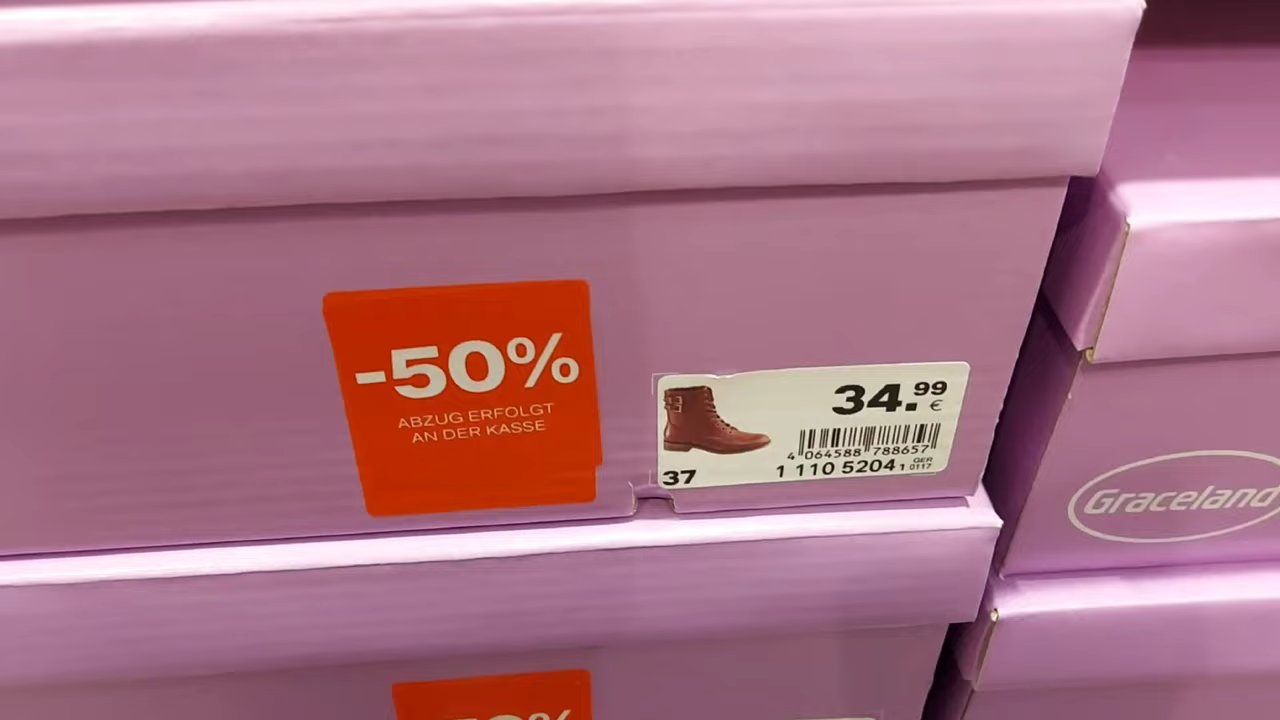 -50%
ABZUG ERFOLGT
AN DER KASSE
34.99
€
4 064588 788657
37
1 110 5204 1
GER
0117
Graceland
50%